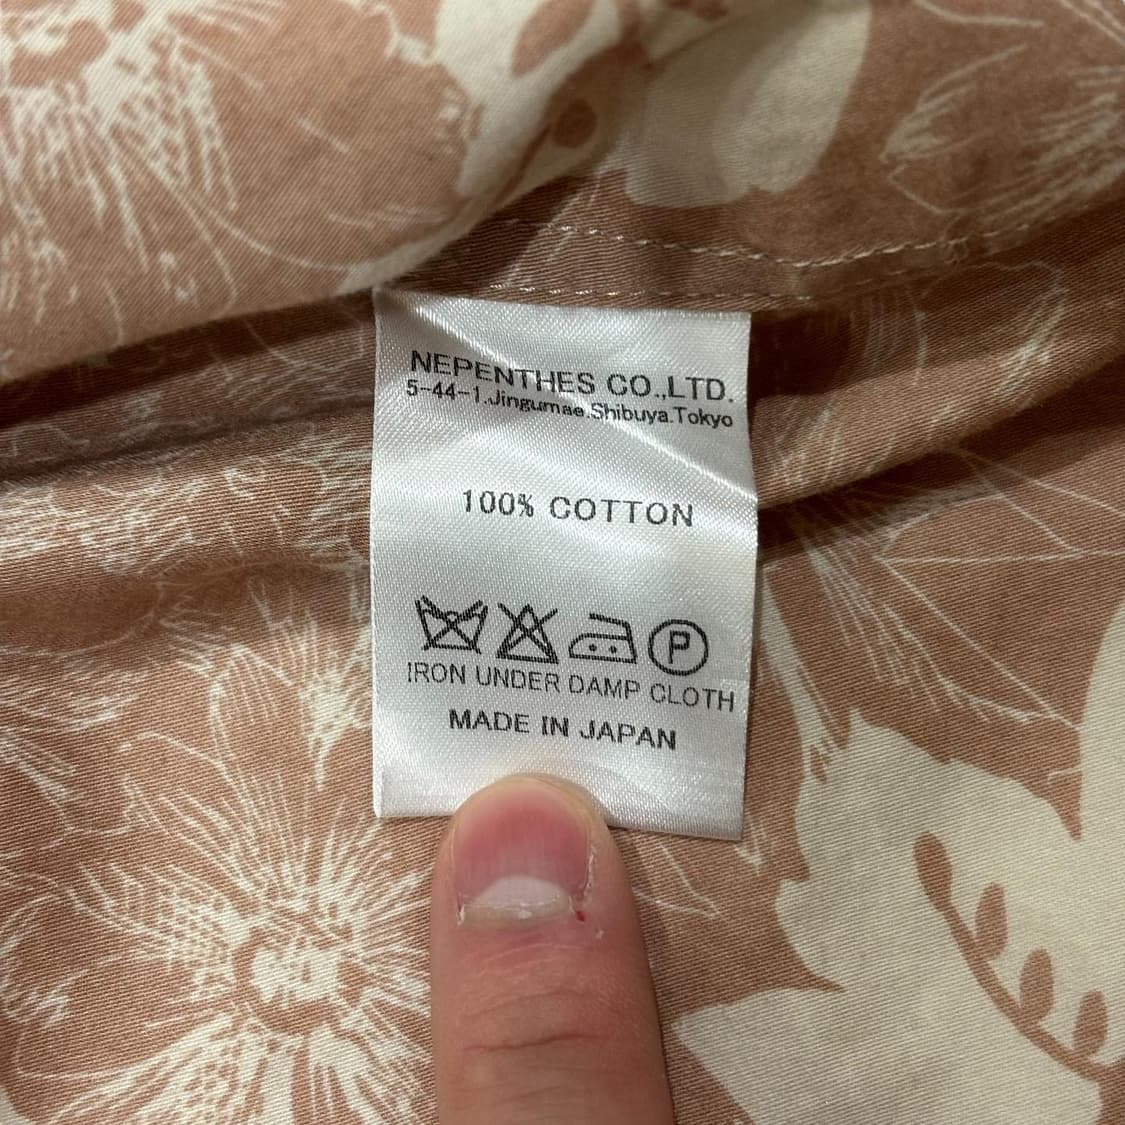 NEPENTHES CO.,LTD.
5-44-1.Jingumae.Shibuya.Tokyo
100% COTTON
P
IRON UNDER DAMP CLOTH
MADE IN JAPAN